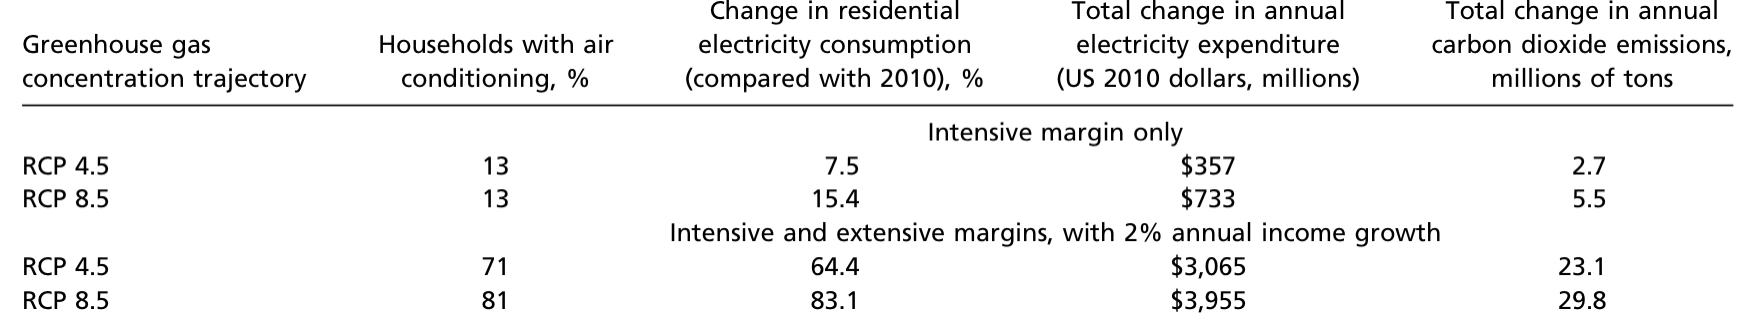 Change in residential Total change in annual Total change in annual
Greenhouse gas Households with air electricity consumption electricity expenditure carbon dioxide emissions,
concentration trajectory conditioning, % (compared with 2010), % (US 2010 dollars, millions) millions of tons
Intensive margin only
RCP 4.5 13 7.5 $357 2.7
RCP 8.5 13 15.4 $733 5.5
Intensive and extensive margins, with 2% annual income growth
RCP 4.5 71 64.4 $3,065 23.1
RCP 8.5 81 83.1 $3,955 29.8